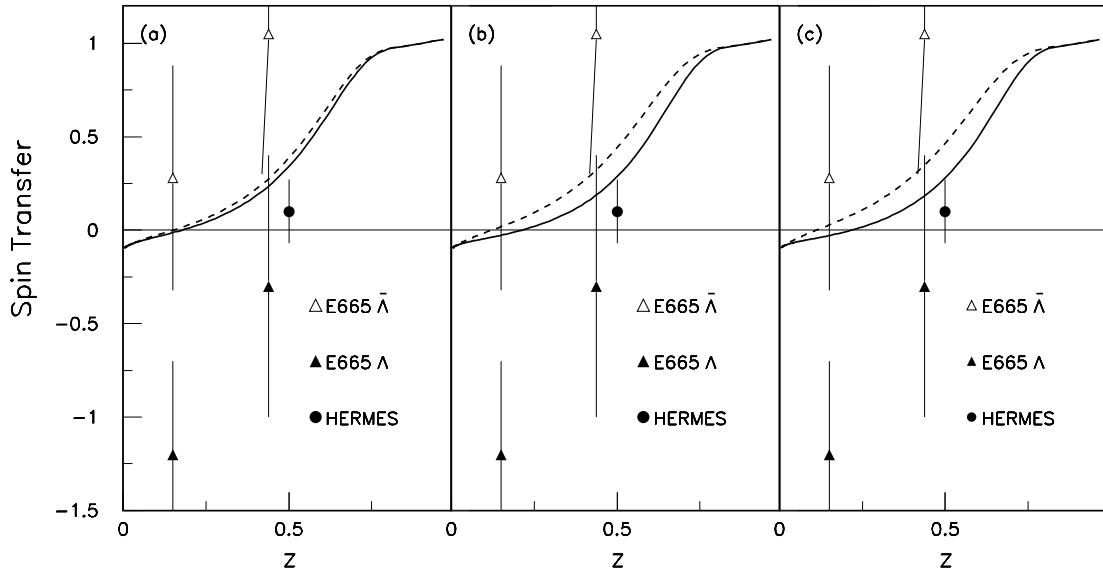 (a) (b) (c)
1
0.5
0
-0.5
-1
-1.5
Spin Transfer
E665 Λ̄
E665 Λ
HERMES
E665 Λ̄
E665 Λ
HERMES
E665 Λ̄
E665 Λ
HERMES
0 0.5 0 0.5 0 0.5
z z z